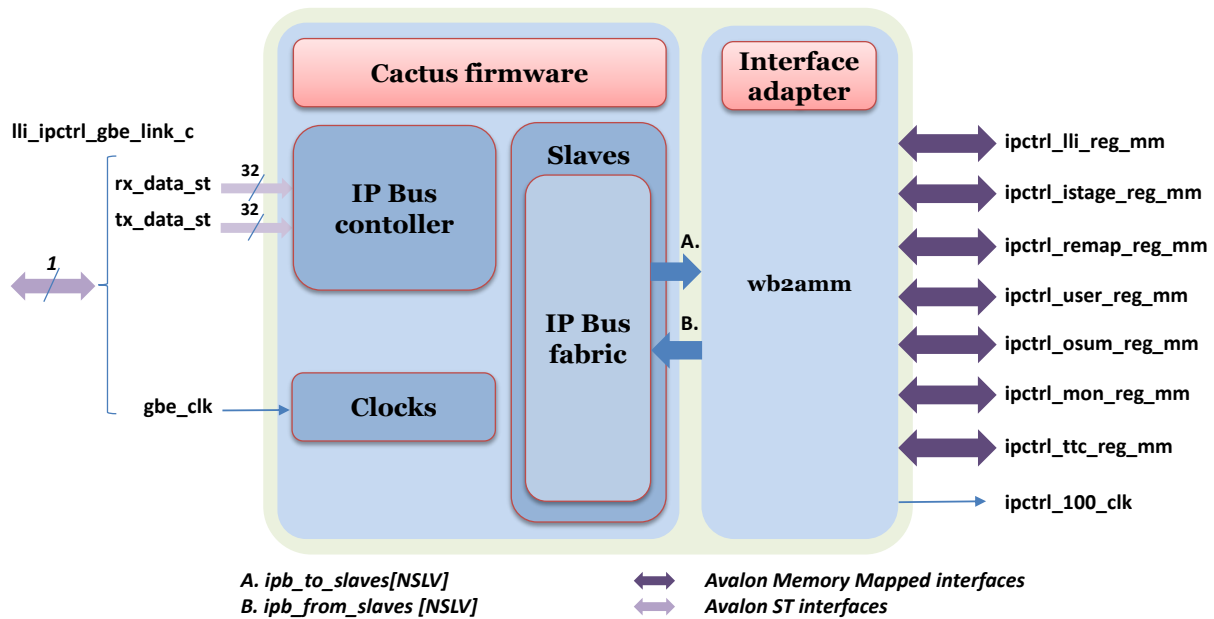 Cactus firmware
Interface
adapter
lli_ipctrl_gbe_link_c
rx_data_st
32
tx_data_st
32
1
gbe_clk
IP Bus
contoller
Clocks
Slaves
IP Bus
fabric
A.
B.
wb2amm
ipctrl_lli_reg_mm
ipctrl_istage_reg_mm
ipctrl_remap_reg_mm
ipctrl_user_reg_mm
ipctrl_osum_reg_mm
ipctrl_mon_reg_mm
ipctrl_ttc_reg_mm
ipctrl_100_clk
A. ipb_to_slaves[NSLV]
B. ipb_from_slaves [NSLV]
Avalon Memory Mapped interfaces
Avalon ST interfaces